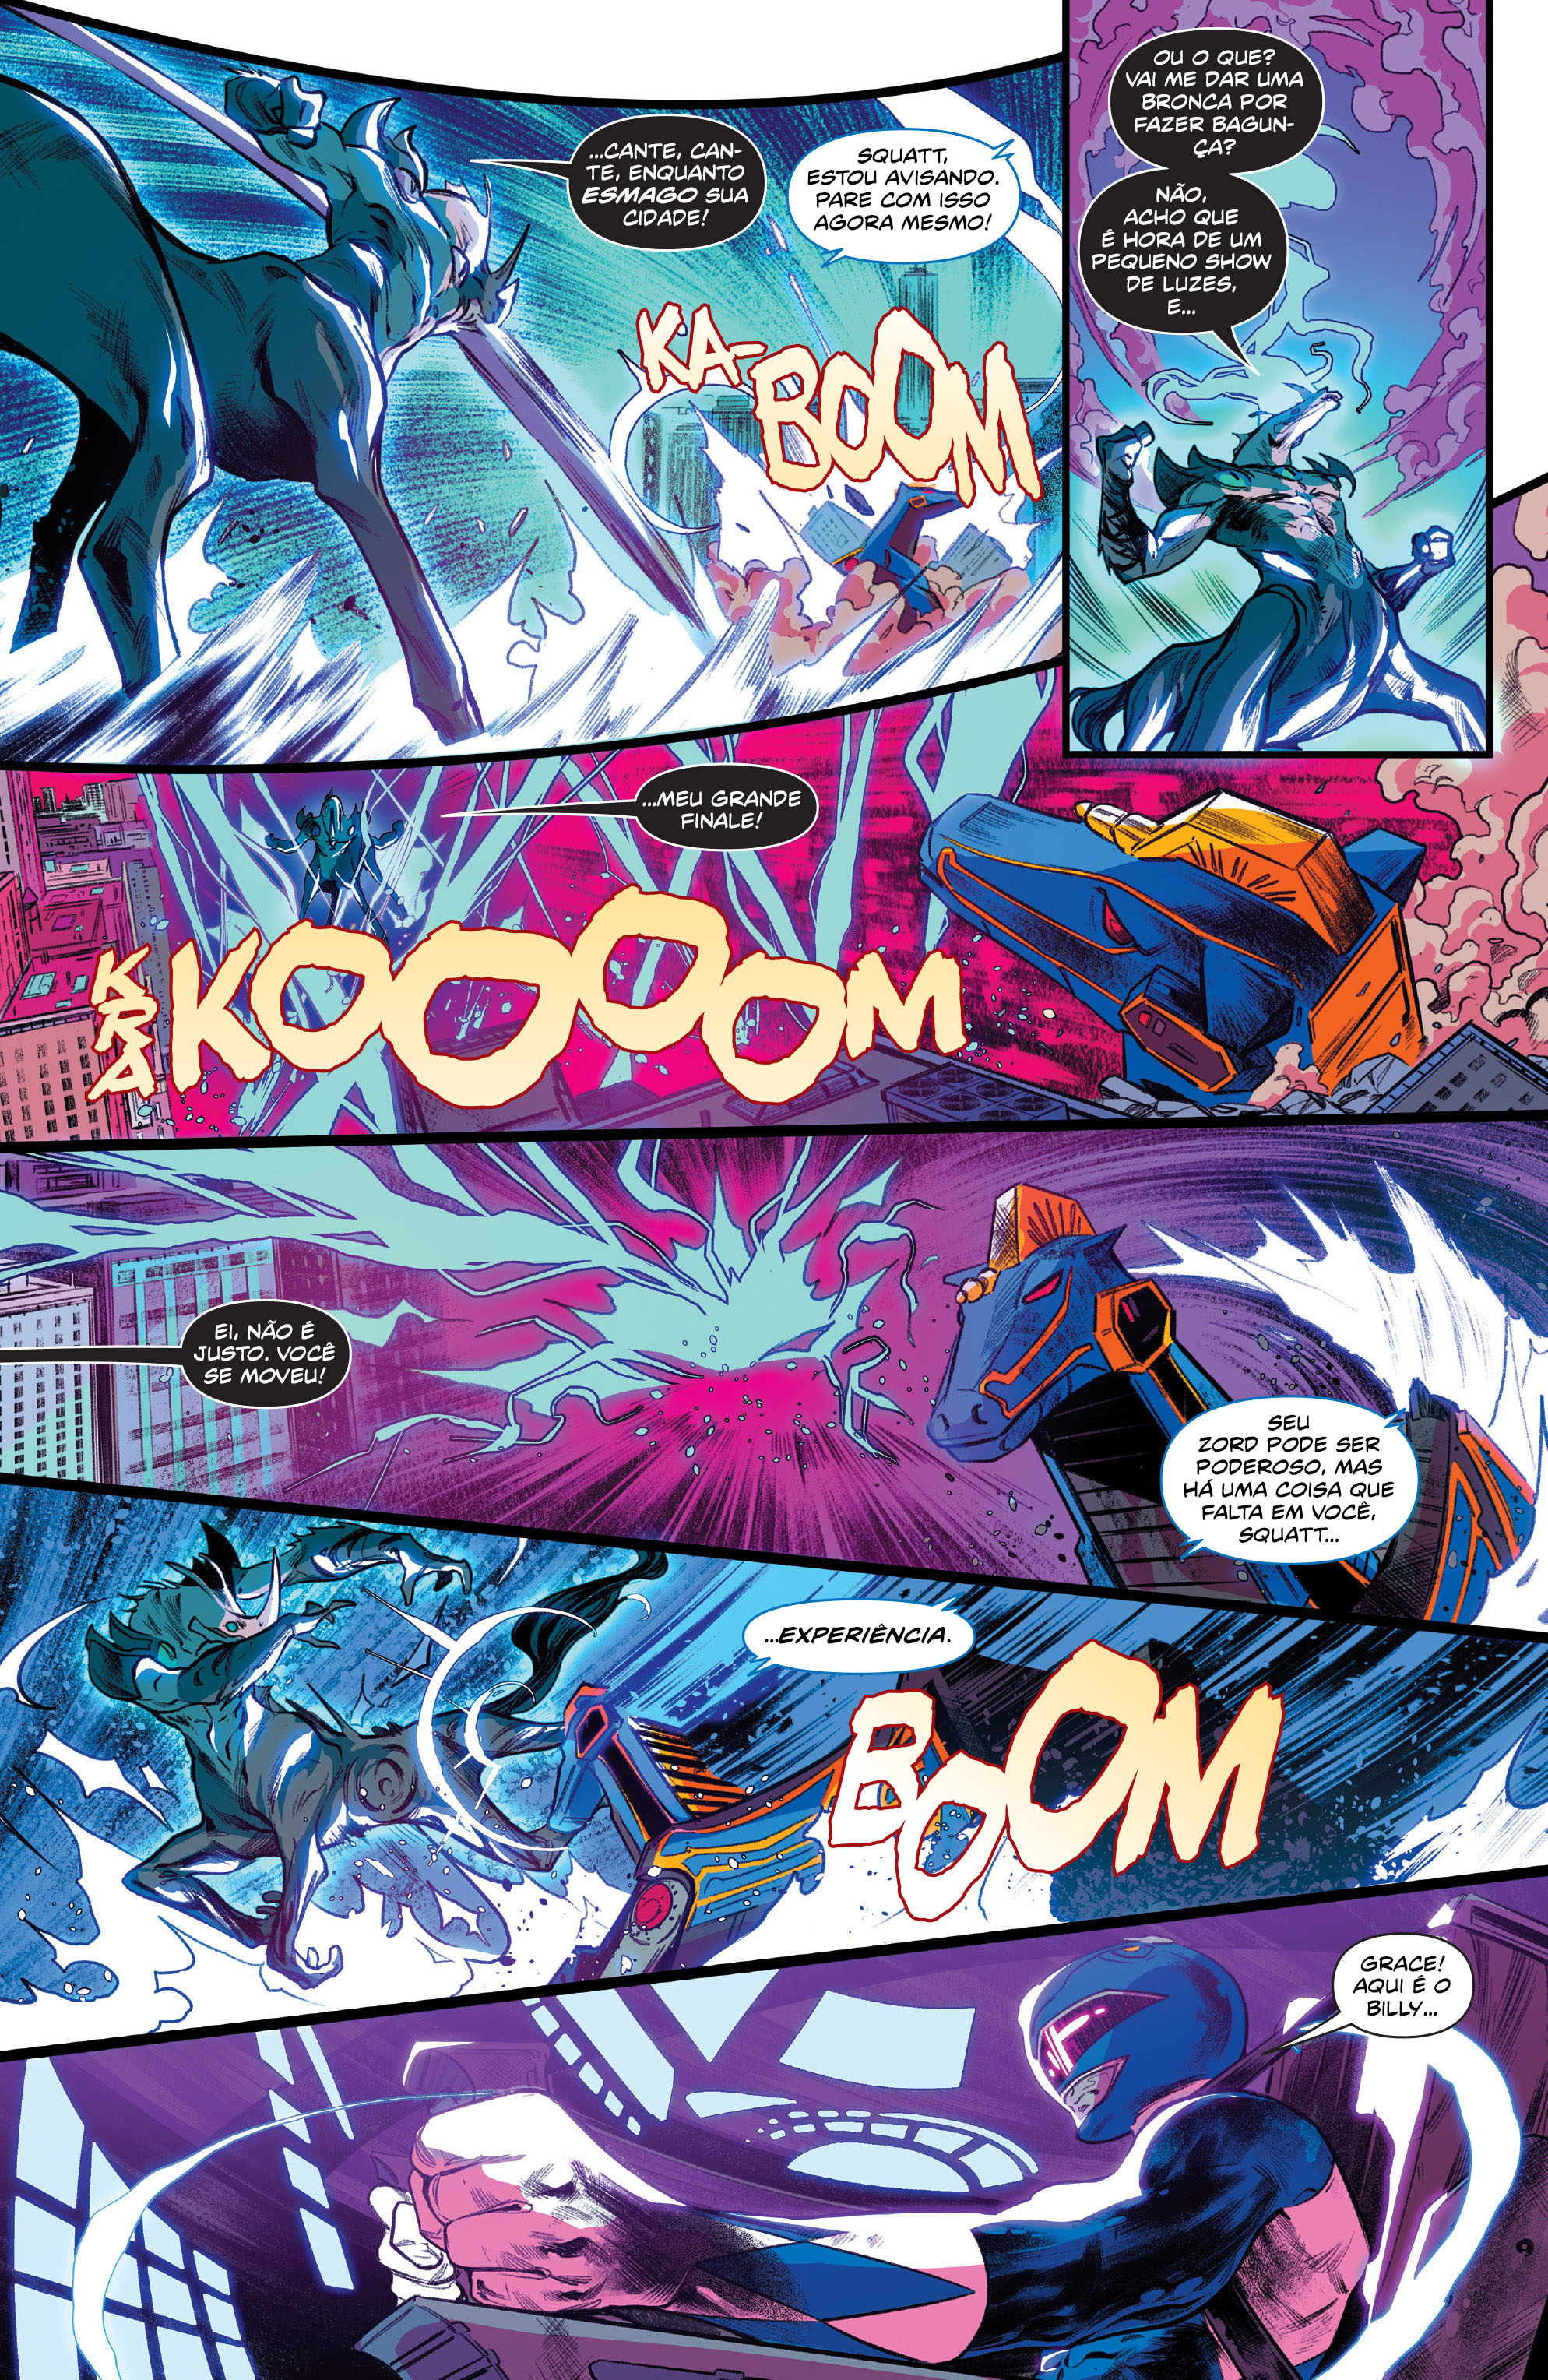 ...CANTE, CAN-
TE, ENQUANTO
ESMAGO SUA
CIDADE!
SQUATT,
ESTOU AVISANDO.
PARE COM ISSO
AGORA MESMO!
KA-
BOOM
OU O QUE?
VAI ME DAR UMA
BRONCA POR
FAZER BAGUN-
ÇA?
NÃO,
ACHO QUE
É HORA DE UM
PEQUENO SHOW
DE LUZES,
E...
...MEU GRANDE
FINALE!
KRA
KOOOOOM
EI, NÃO É
JUSTO. VOCÊ
SE MOVEU!
SEU
ZORD PODE SER
PODEROSO, MAS
HÁ UMA COISA QUE
FALTA EM VOCÊ,
SQUATT...
...EXPERIÊNCIA.
BOOM
GRACE!
AQUI É O
BILLY...
9